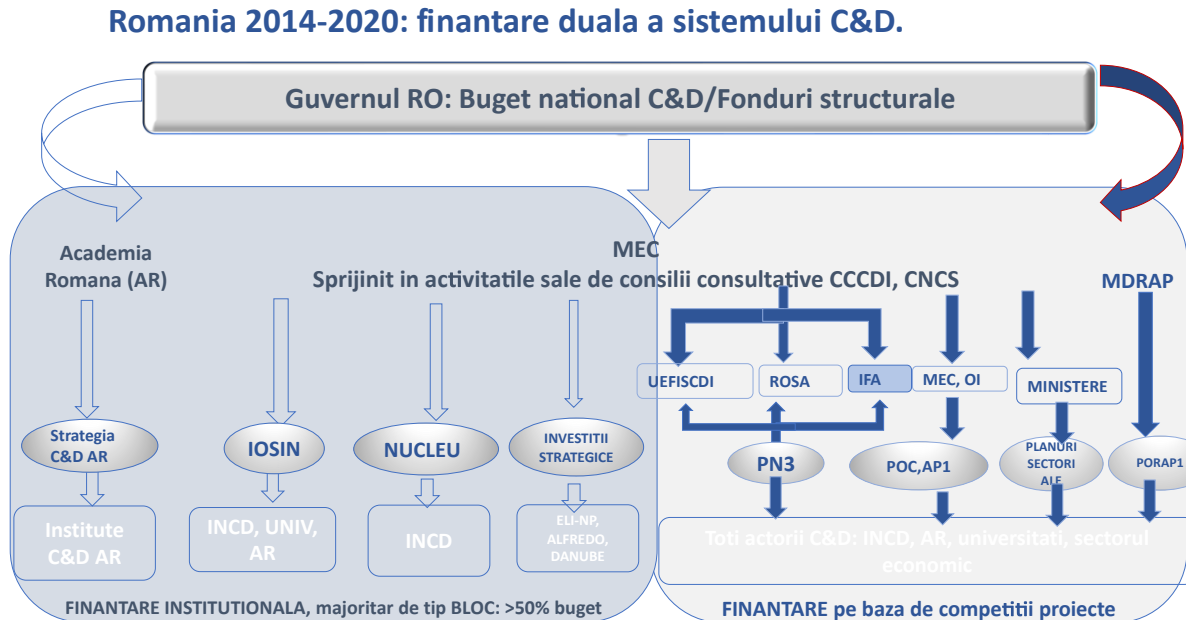 Romania 2014-2020: finantare duala a sistemului C&D.
Guvernul RO: Buget national C&D/Fonduri structurale
Academia
Romana (AR)
MEC
Sprijinit in activitatile sale de consilii consultative CCCDI, CNCS
MDRAP
UEFISCDI
ROSA
IFA
MEC, OI
MINISTERE
Strategia
C&D AR
IOSIN
NUCLEU
INVESTITII
STRATEGICE
PN3
POC,AP1
PLANURI
SECTORI
ALE
PORAP1
Institute
C&D AR
INCD, UNIV,
AR
INCD
ELI-NP,
ALFREDO,
DANUBE
Toti actorii C&D: INCD, AR, universitati, sectorul
economic
FINANTARE INSTITUTIONALA, majoritar de tip BLOC: >50% buget
FINANTARE pe baza de competitii proiecte